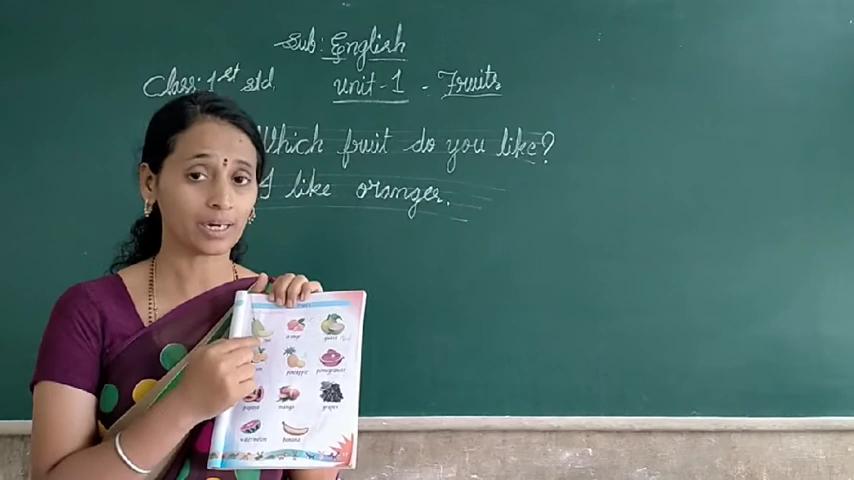 Sub: English
Class: 1st std
unit-1 - Fruits
Which fruit do you like?
I like oranger.
orange
guava
pineapple
pomegranate
papaya
mango
grapes
watermelon
banana